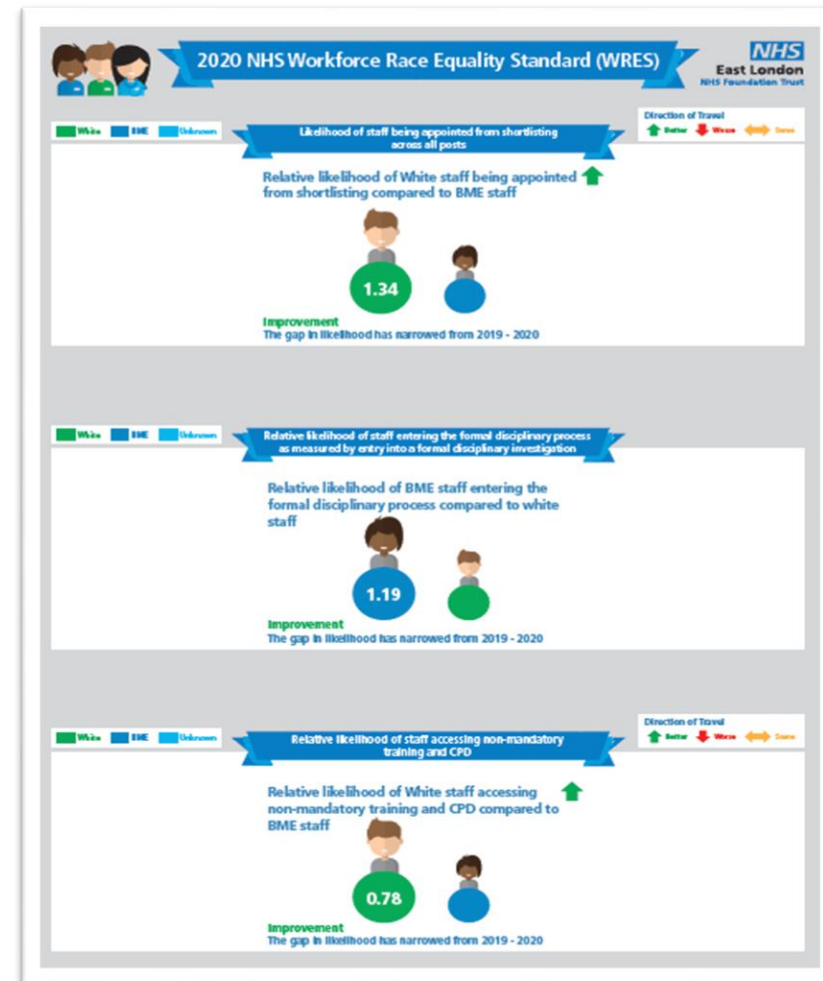 2020 NHS Workforce Race Equality Standard (WRES)
NHS
East London
NHS Foundation Trust
White BME Unknown
Likelihood of staff being appointed from shortlisting
across all posts
Direction of Travel
Better Worse Same
Relative likelihood of White staff being appointed
from shortlisting compared to BME staff
1.34
Improvement
The gap in likelihood has narrowed from 2019 - 2020
White BME Unknown
Relative likelihood of staff entering the formal disciplinary process
as measured by entry into a formal disciplinary investigation
Relative likelihood of BME staff entering the
formal disciplinary process compared to white
staff
1.19
Improvement
The gap in likelihood has narrowed from 2019 - 2020
White BME Unknown
Relative likelihood of staff accessing non-mandatory
training and CPD
Direction of Travel
Better Worse Same
Relative likelihood of White staff accessing
non-mandatory training and CPD compared to
BME staff
0.78
Improvement
The gap in likelihood has narrowed from 2019 - 2020